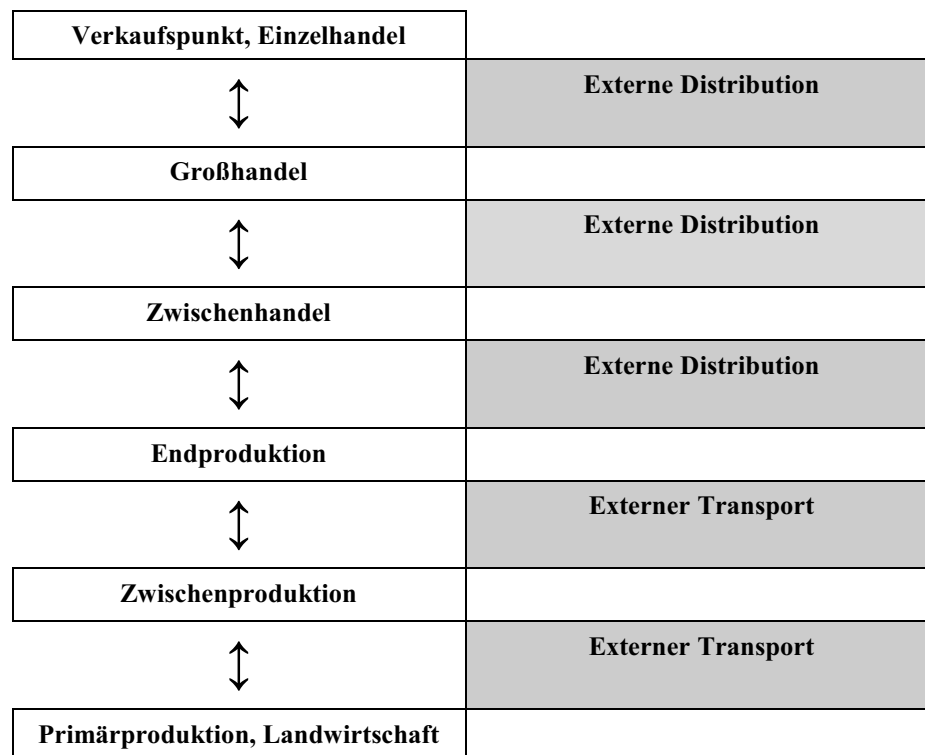 Verkaufspunkt, Einzelhandel
Externe Distribution
Großhandel
Externe Distribution
Zwischenhandel
Externe Distribution
Endproduktion
Externer Transport
Zwischenproduktion
Externer Transport
Primärproduktion, Landwirtschaft